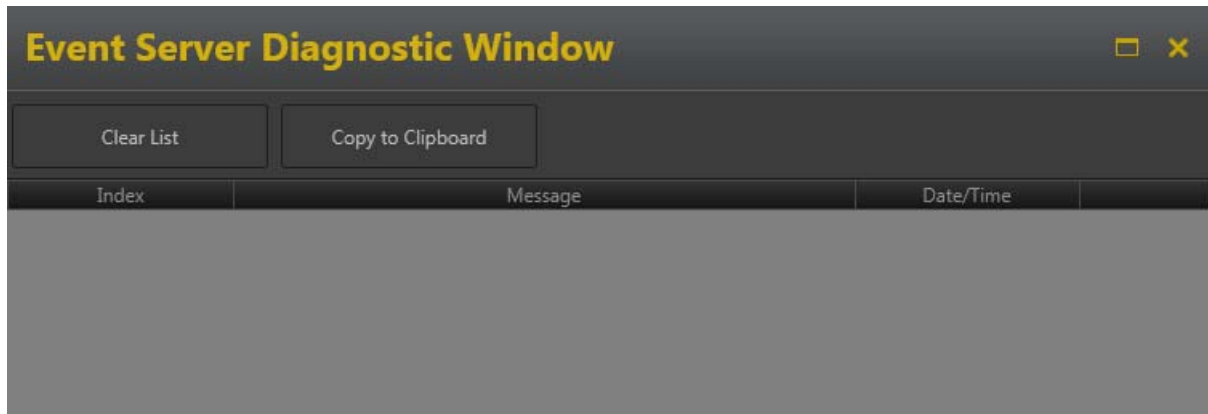 Event Server Diagnostic Window
Clear List Copy to Clipboard
Index Message Date/Time